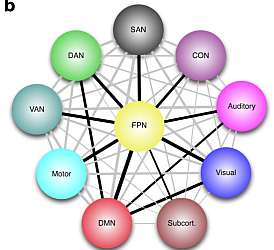 b
SAN
DAN
CON
VAN
Auditory
FPN
Motor
Visual
DMN
Subcort.